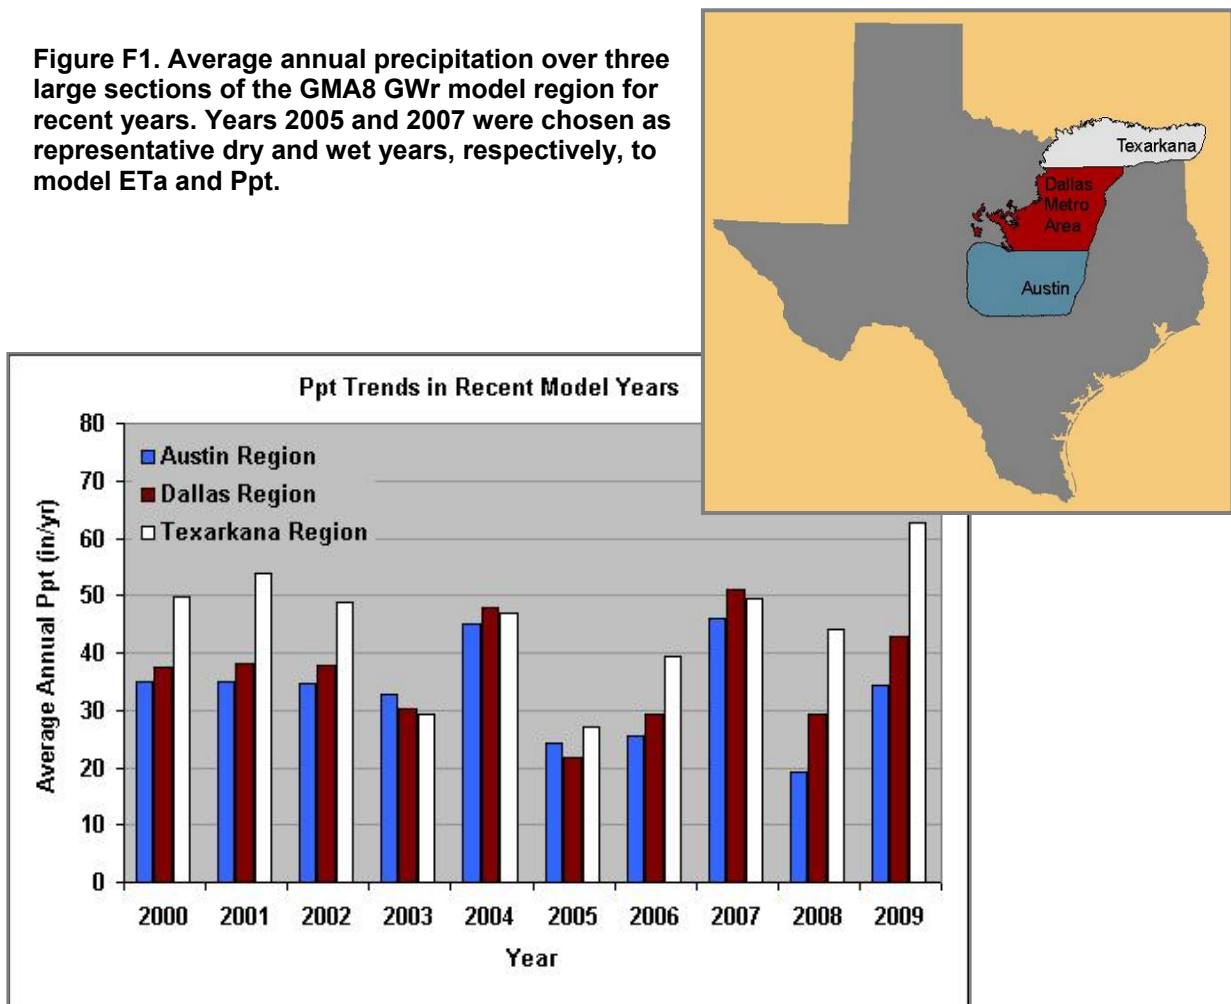 Figure F1. Average annual precipitation over three
large sections of the GMA8 GWr model region for
recent years. Years 2005 and 2007 were chosen as
representative dry and wet years, respectively, to
model ETa and Ppt.
Texarkana
Dallas
Metro
Area
Austin
Ppt Trends in Recent Model Years
Average Annual Ppt (in/yr)
80
70
60
50
40
30
20
10
0
Austin Region
Dallas Region
Texarkana Region
2000 2001 2002 2003 2004 2005 2006 2007 2008 2009
Year